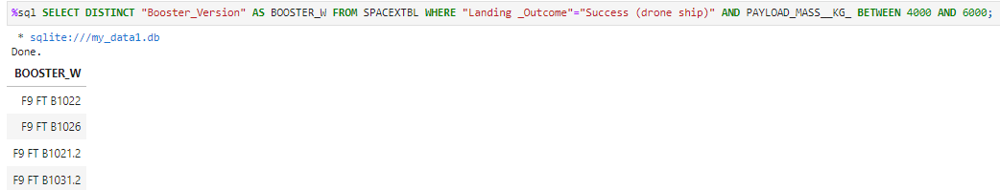 %sql SELECT DISTINCT "Booster_Version" AS BOOSTER_W FROM SPACEXTBL WHERE "Landing _Outcome"="Success (drone ship)" AND PAYLOAD_MASS__KG_ BETWEEN 4000 AND 6000;
* sqlite:///my_data1.db
Done.
BOOSTER_W
F9 FT B1022
F9 FT B1026
F9 FT B1021.2
F9 FT B1031.2